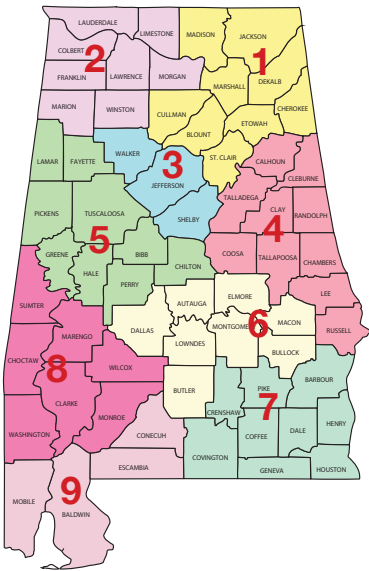 LAUDERDALE
LIMESTONE
MADISON
JACKSON
COLBERT
2
1
FRANKLIN
LAWRENCE
MORGAN
MARSHALL
DEKALB
MARION
WINSTON
CULLMAN
CHEROKEE
ETOWAH
BLOUNT
WALKER
3
ST. CLAIR
LAMAR
FAYETTE
CALHOUN
CLEBURNE
JEFFERSON
TALLADEGA
PICKENS
TUSCALOOSA
SHELBY
CLAY
RANDOLPH
4
5
GREENE
BIBB
COOSA
TALLAPOOSA
CHAMBERS
HALE
CHILTON
PERRY
LEE
SUMTER
AUTAUGA
ELMORE
MARENGO
DALLAS
MONTGOME
6
MACON
RUSSELL
LOWNDES
BULLOCK
CHOCTAW
8
WILCOX
BUTLER
PIKE
BARBOUR
CLARKE
CRENSHAW
7
MONROE
HENRY
WASHINGTON
CONECUH
COFFEE
DALE
COVINGTON
ESCAMBIA
GENEVA
HOUSTON
9
MOBILE
BALDWIN